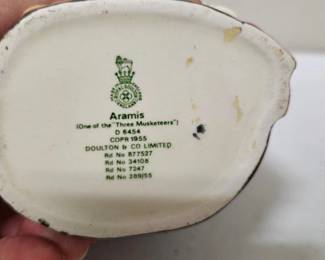 Aramis
(One of the "Three Musketeers")
D 6454
COPR 1955
DOULTON & CO LIMITED
Rd No 877527
Rd No 34108
Rd No 7247
Rd No 289/55